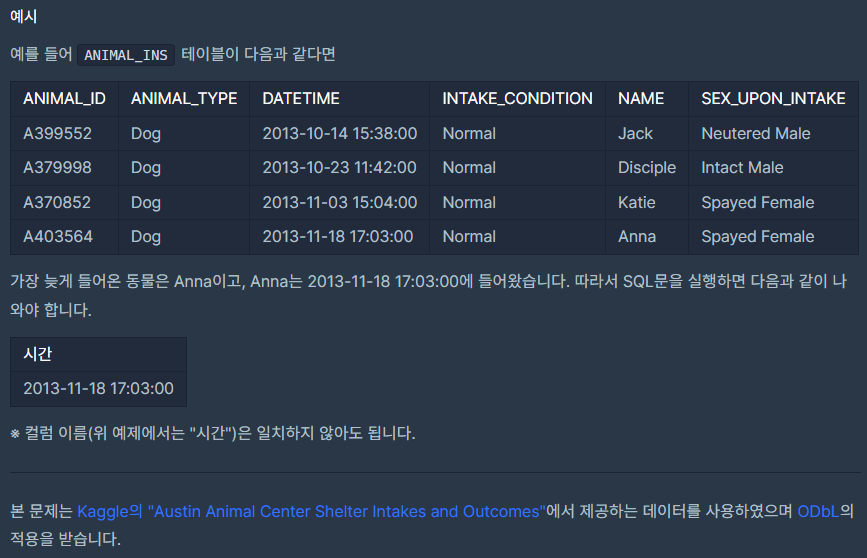 예시
예를 들어 ANIMAL_INS 테이블이 다음과 같다면
ANIMAL_ID ANIMAL_TYPE DATETIME INTAKE_CONDITION NAME SEX_UPON_INTAKE
A399552 Dog 2013-10-14 15:38:00 Normal Jack Neutered Male
A379998 Dog 2013-10-23 11:42:00 Normal Disciple Intact Male
A370852 Dog 2013-11-03 15:04:00 Normal Katie Spayed Female
A403564 Dog 2013-11-18 17:03:00 Normal Anna Spayed Female
가장 늦게 들어온 동물은 Anna이고, Anna는 2013-11-18 17:03:00에 들어왔습니다. 따라서 SQL문을 실행하면 다음과 같이 나
와야 합니다.
시간
2013-11-18 17:03:00
※ 컬럼 이름(위 예제에서는 "시간")은 일치하지 않아도 됩니다.
본 문제는 Kaggle의 "Austin Animal Center Shelter Intakes and Outcomes"에서 제공하는 데이터를 사용하였으며 ODbL의
적용을 받습니다.